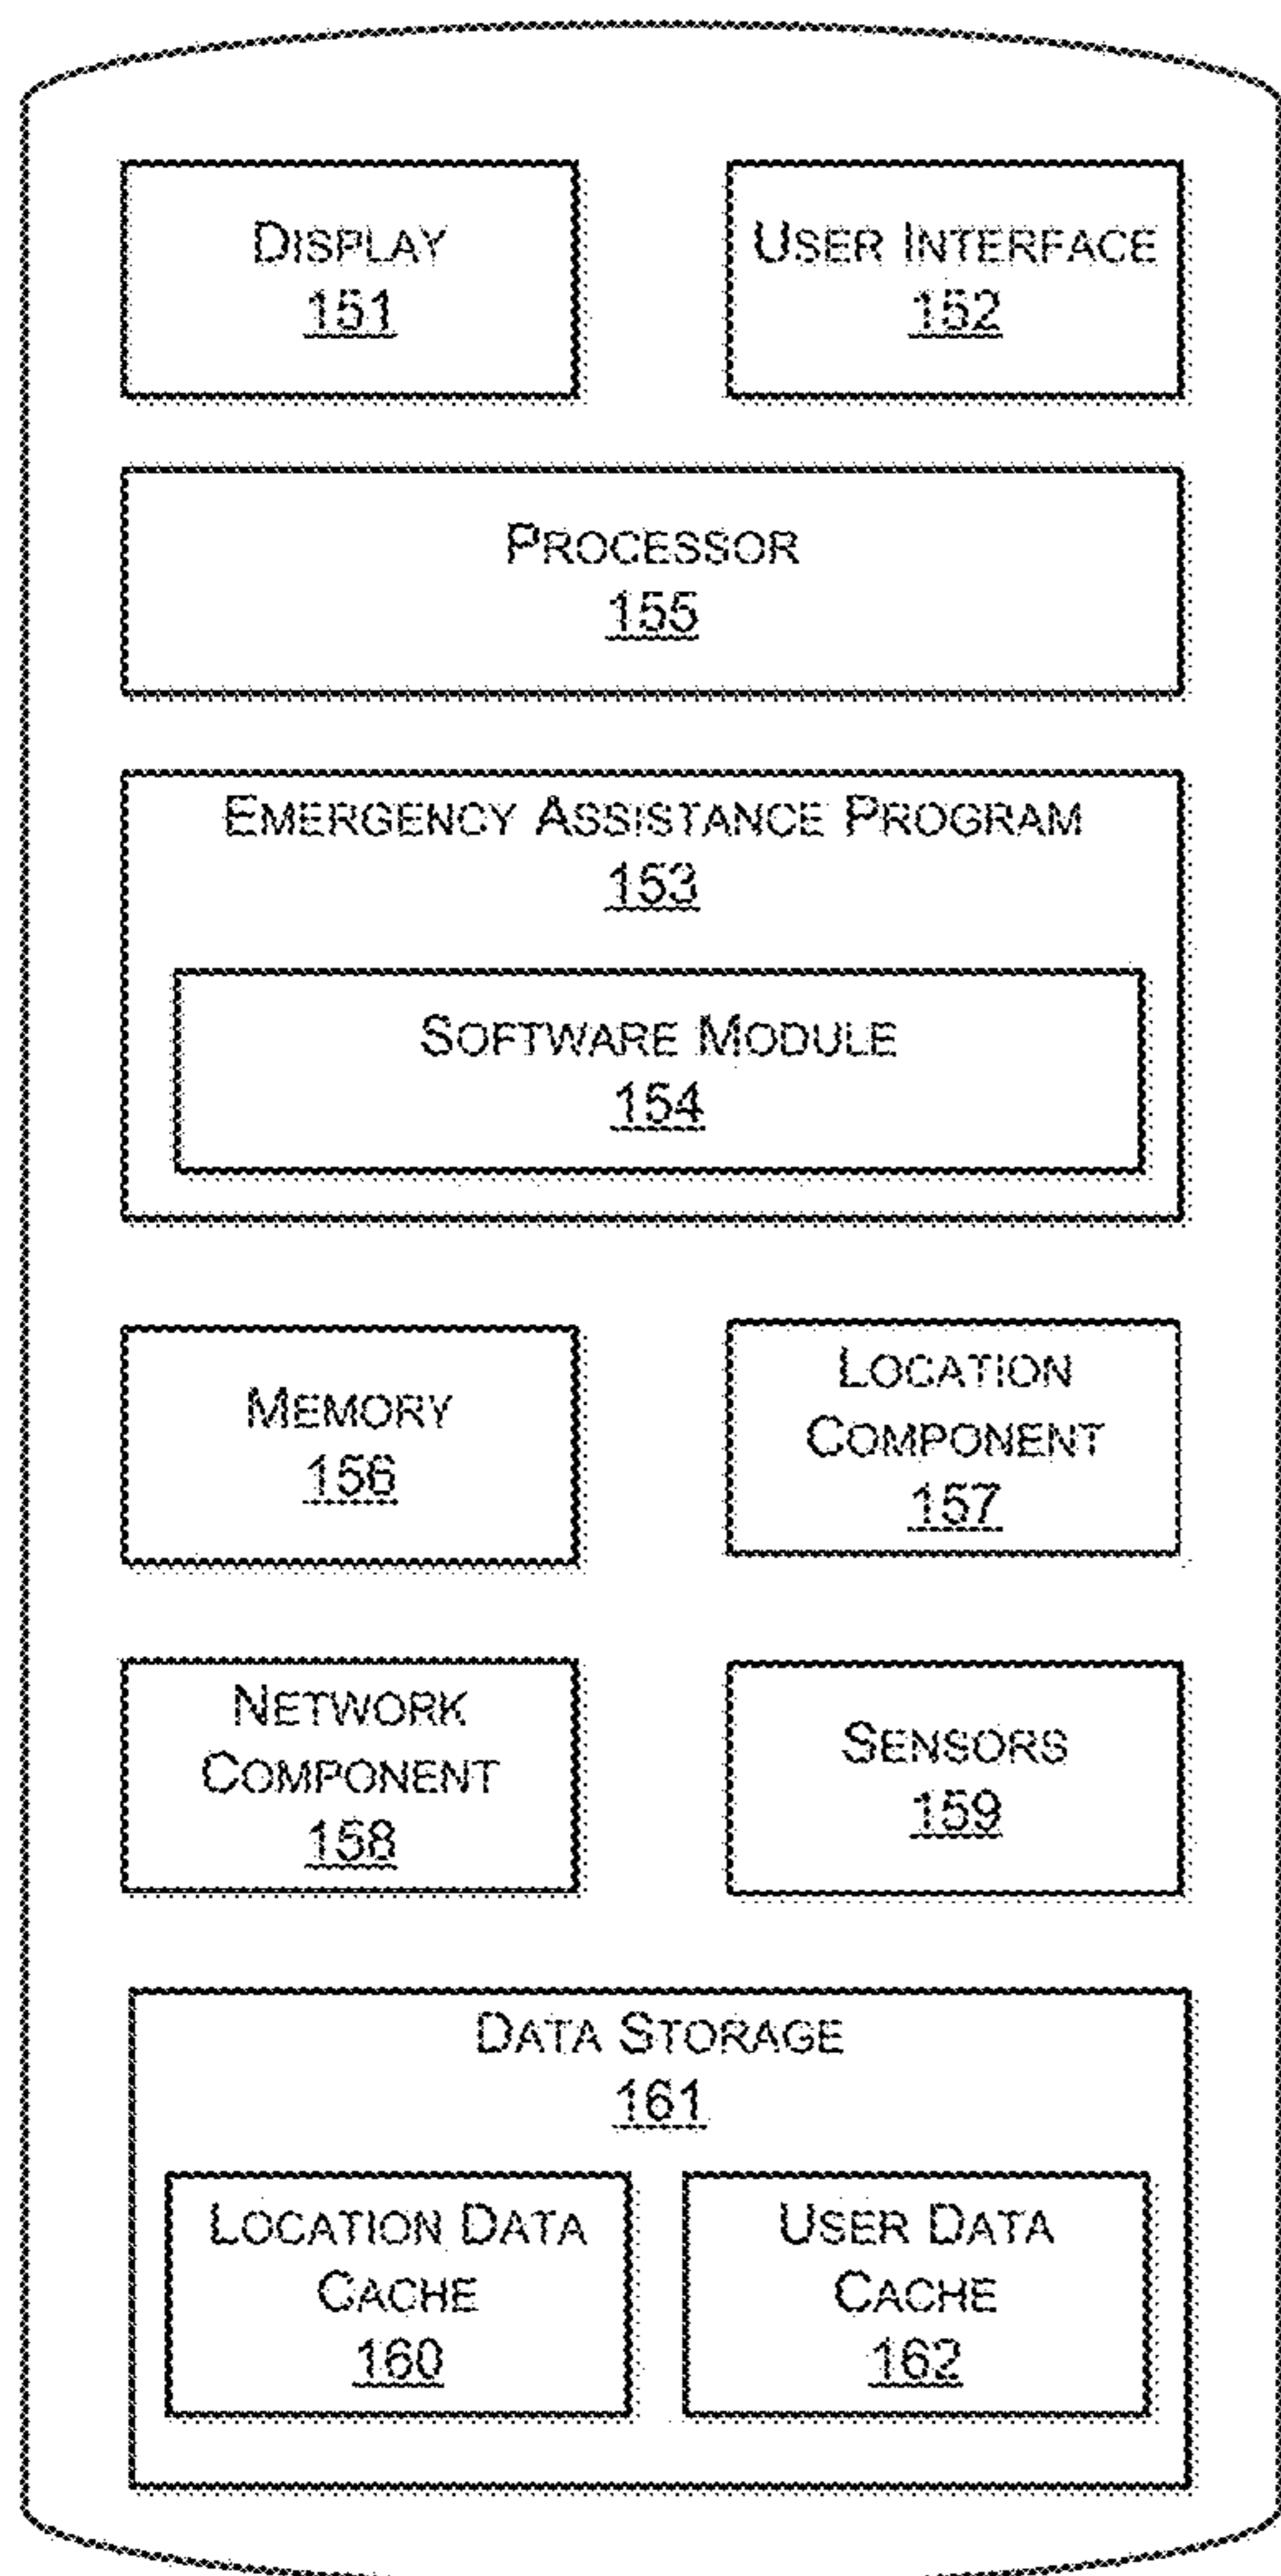 DISPLAY
151
USER INTERFACE
152
PROCESSOR
155
EMERGENCY ASSISTANCE PROGRAM
153
SOFTWARE MODULE
154
MEMORY
156
LOCATION
COMPONENT
157
NETWORK
COMPONENT
158
SENSORS
159
DATA STORAGE
161
LOCATION DATA
CACHE
160
USER DATA
CACHE
162